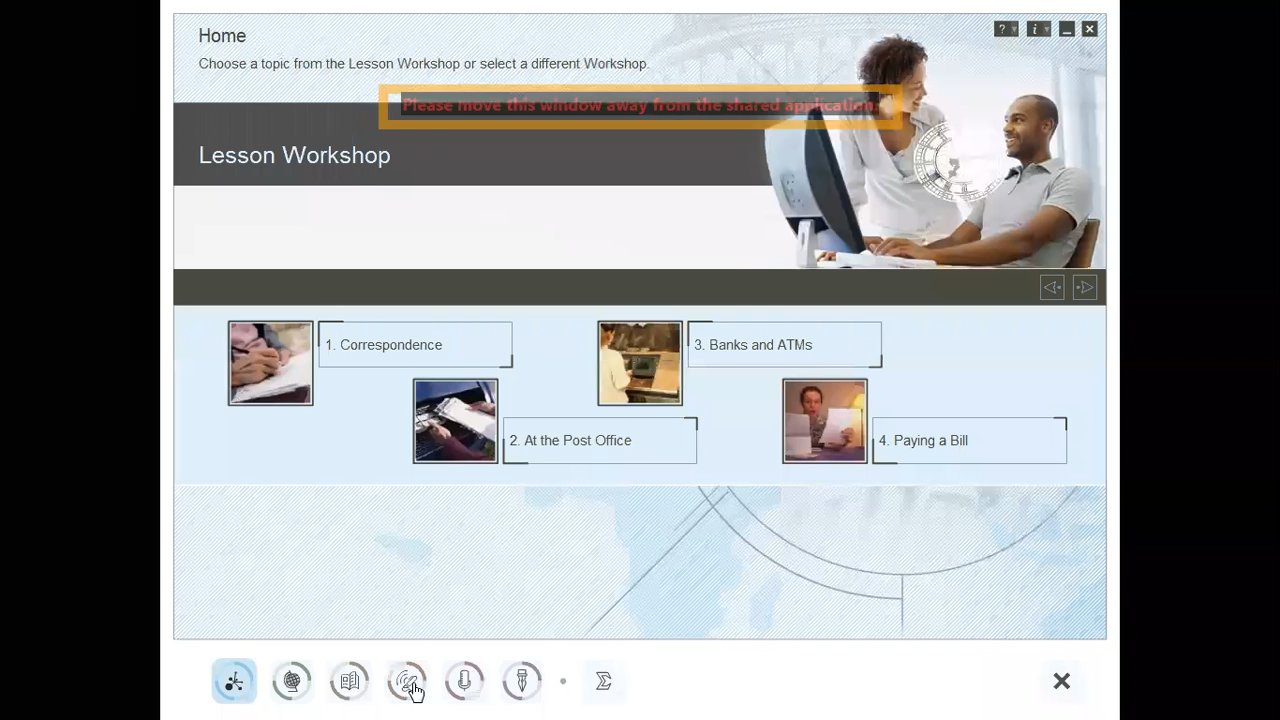 Home
Choose a topic from the Lesson Workshop or select a different Workshop.
Please move this window away from the shared application.
Lesson Workshop
1. Correspondence
3. Banks and ATMs
2. At the Post Office
4. Paying a Bill